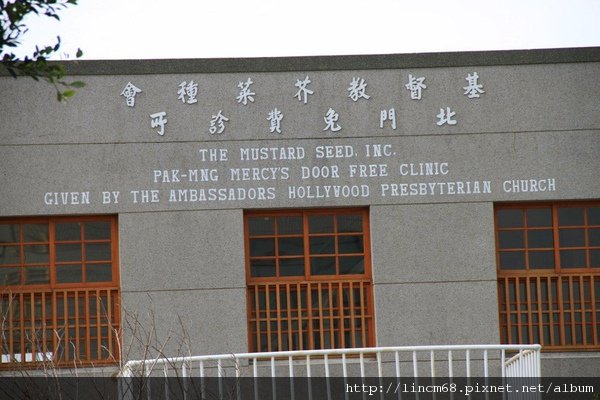 基督教芥菜種會
北門免費診所
THE MUSTARD SEED, INC.
PAK-MNG MERCY'S DOOR FREE CLINIC
GIVEN BY THE AMBASSADORS HOLLYWOOD PRESBYTERIAN CHURCH
http://lincm68.pixnet.net/album